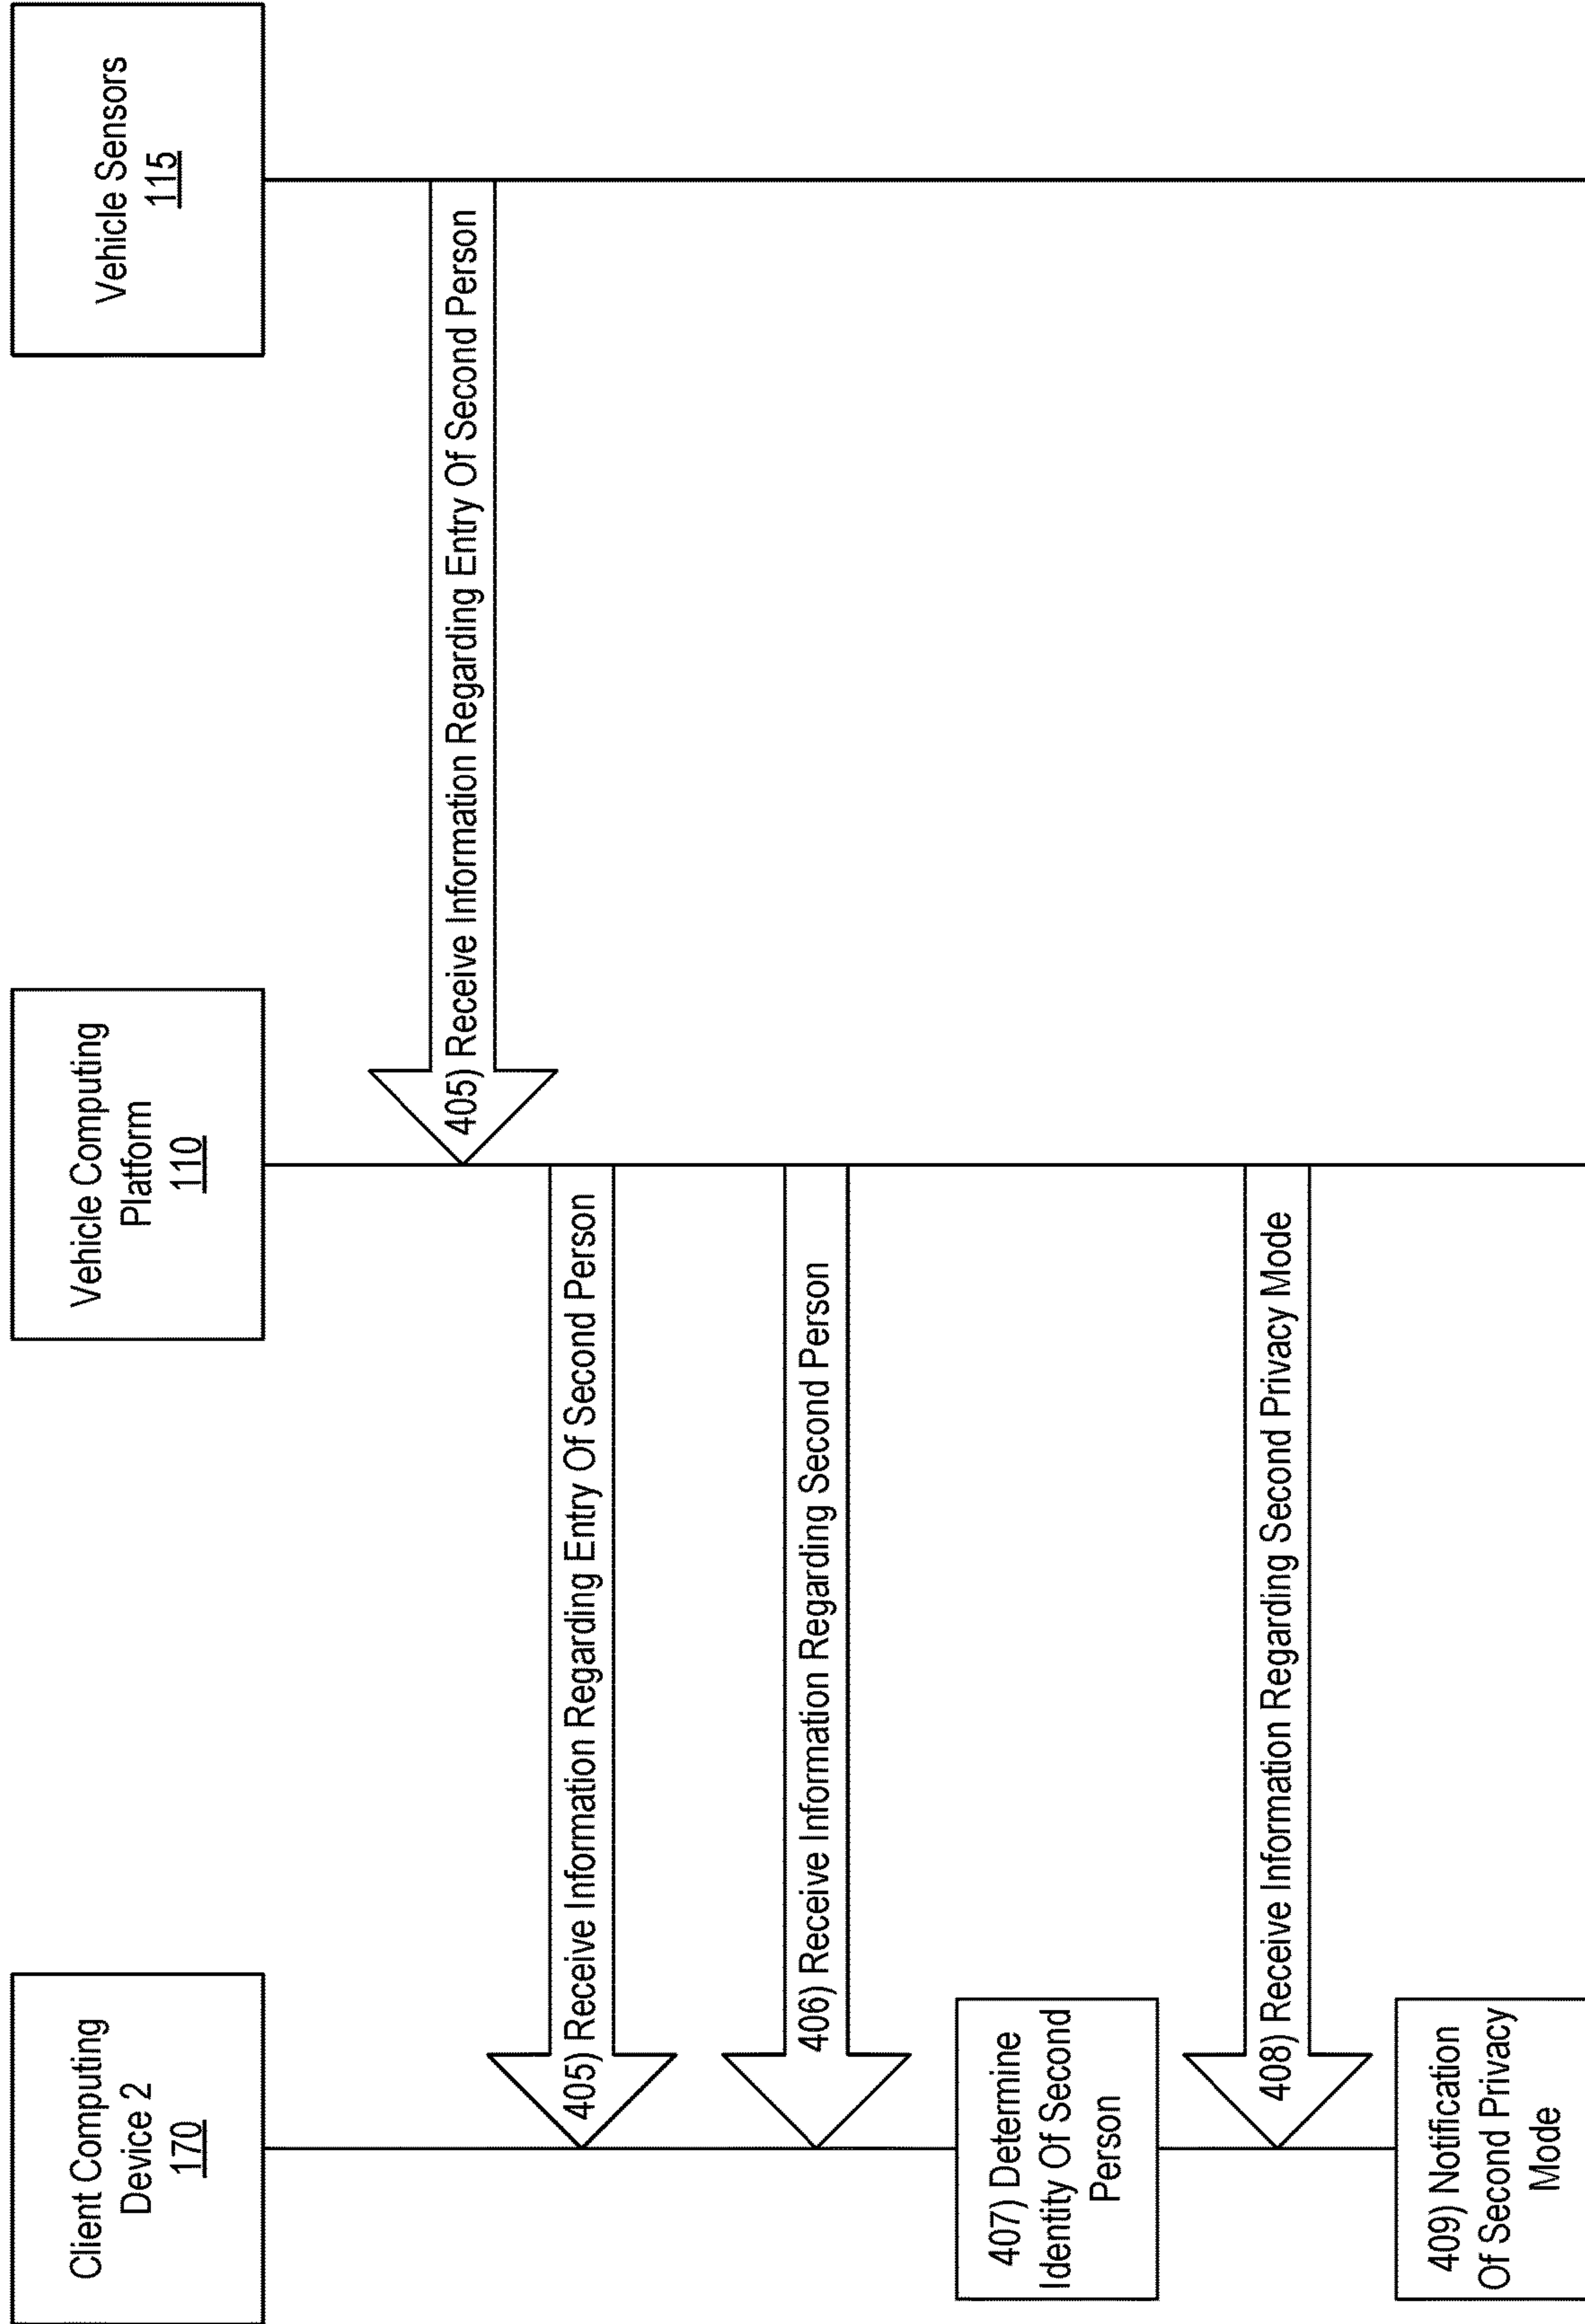 Client Computing
Device 2
170
Vehicle Computing
Platform
110
Vehicle Sensors
115
405) Receive Information Regarding Entry Of Second Person
405) Receive Information Regarding Entry Of Second Person
406) Receive Information Regarding Second Person
407) Determine
Identity Of Second
Person
408) Receive Information Regarding Second Privacy Mode
409) Notification
Of Second Privacy
Mode